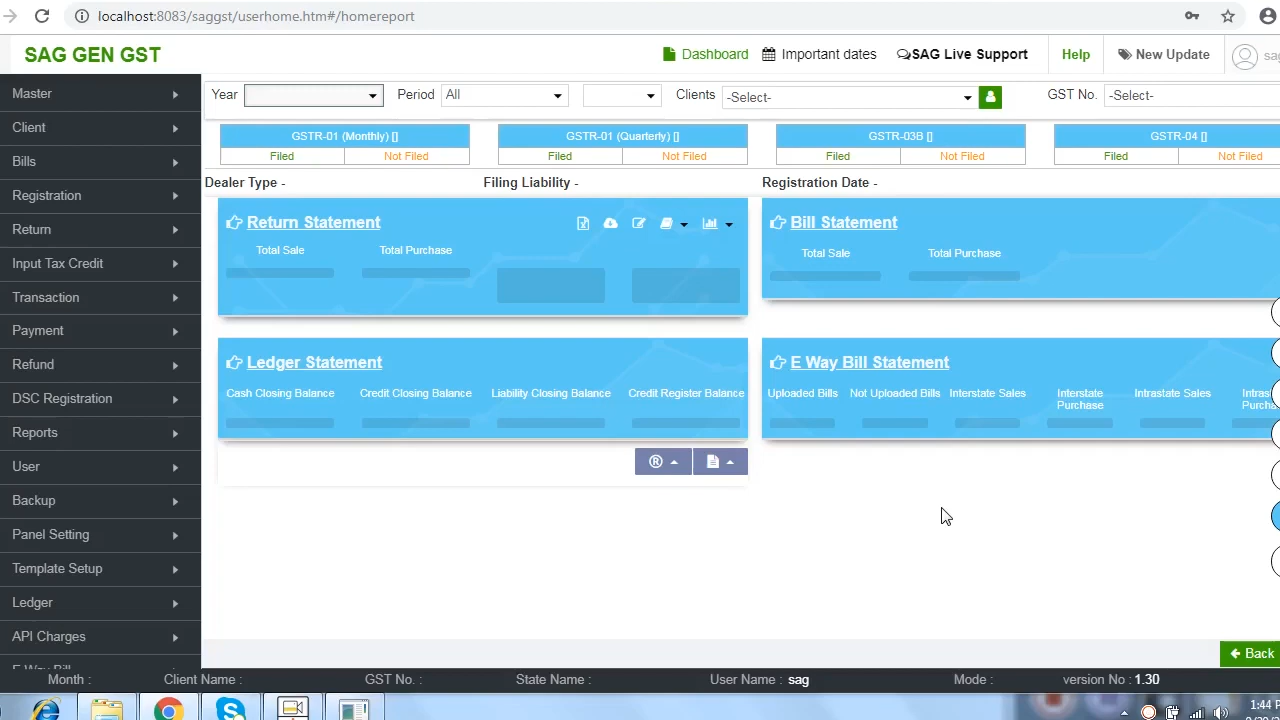 localhost:8083/saggst/userhome.htm#/homereport
SAG GEN GST
Dashboard Important dates SAG Live Support Help New Update
Year Period All Clients -Select- GST No. -Select-
GSTR-01 (Monthly) [] GSTR-01 (Quarterly) [] GSTR-03B [] GSTR-04 []
Filed Not Filed Filed Not Filed Filed Not Filed Filed Not Filed
Dealer Type - Filing Liability - Registration Date -
Return Statement
Total Sale Total Purchase
Bill Statement
Total Sale Total Purchase
Ledger Statement
Cash Closing Balance Credit Closing Balance Liability Closing Balance Credit Register Balance
E Way Bill Statement
Uploaded Bills Not Uploaded Bills Interstate Sales Interstate Purchase Intrastate Sales
Master
Client
Bills
Registration
Return
Input Tax Credit
Transaction
Payment
Refund
DSC Registration
Reports
User
Backup
Panel Setting
Template Setup
Ledger
API Charges
E Way Bill
Back
Month : Client Name : GST No. : State Name : User Name : sag Mode : version No : 1.30
1:44